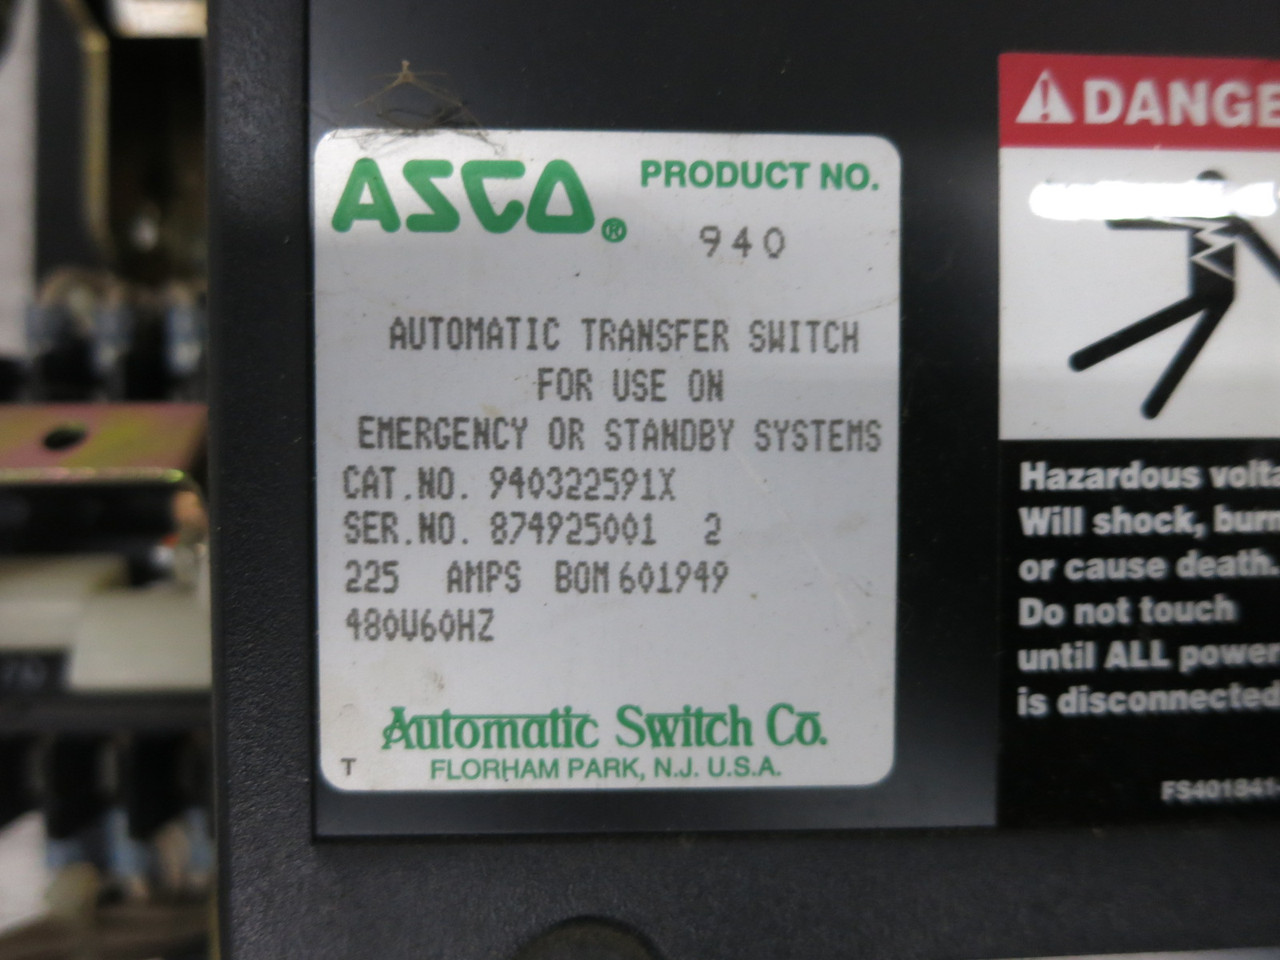 ASCO®
PRODUCT NO.
940
AUTOMATIC TRANSFER SWITCH
FOR USE ON
EMERGENCY OR STANDBY SYSTEMS
CAT.NO. 940322591X
SER.NO. 874925001 2
225 AMPS BOM 601949
480V60HZ
Automatic Switch Co.
T
FLORHAM PARK, N.J. U.S.A.
DANGE
Hazardous volta
Will shock, burn
or cause death.
Do not touch
until ALL power
is disconnected
FS401841-